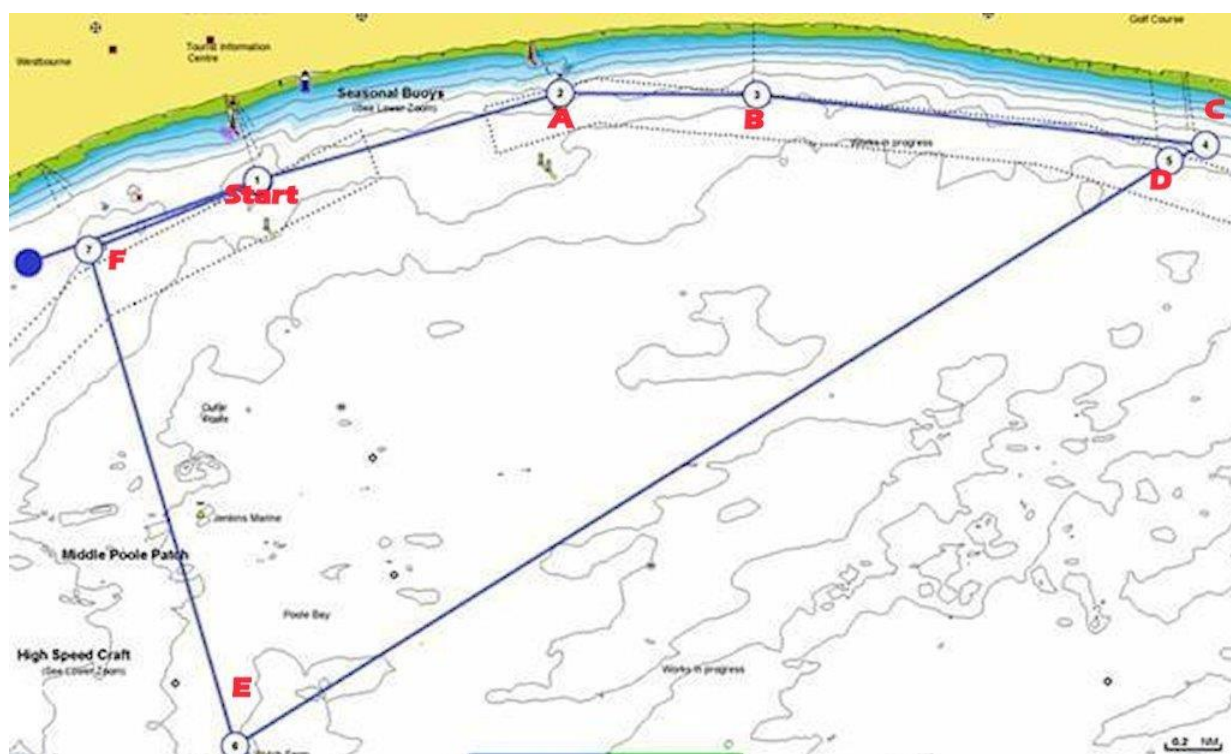 Golf Course
Tourist Information
Centre
Westbourne
Seasonal Buoys
(See Lower Zooms)
2
3
A
B
C
Works in progress
4
5
D
1
Start
7
F
Outer
Poole
Jenkins Marine
Middle Poole Patch
Poole Bay
High Speed Craft
(See Lower Zooms)
Works in progress
E
6
0.2 NM